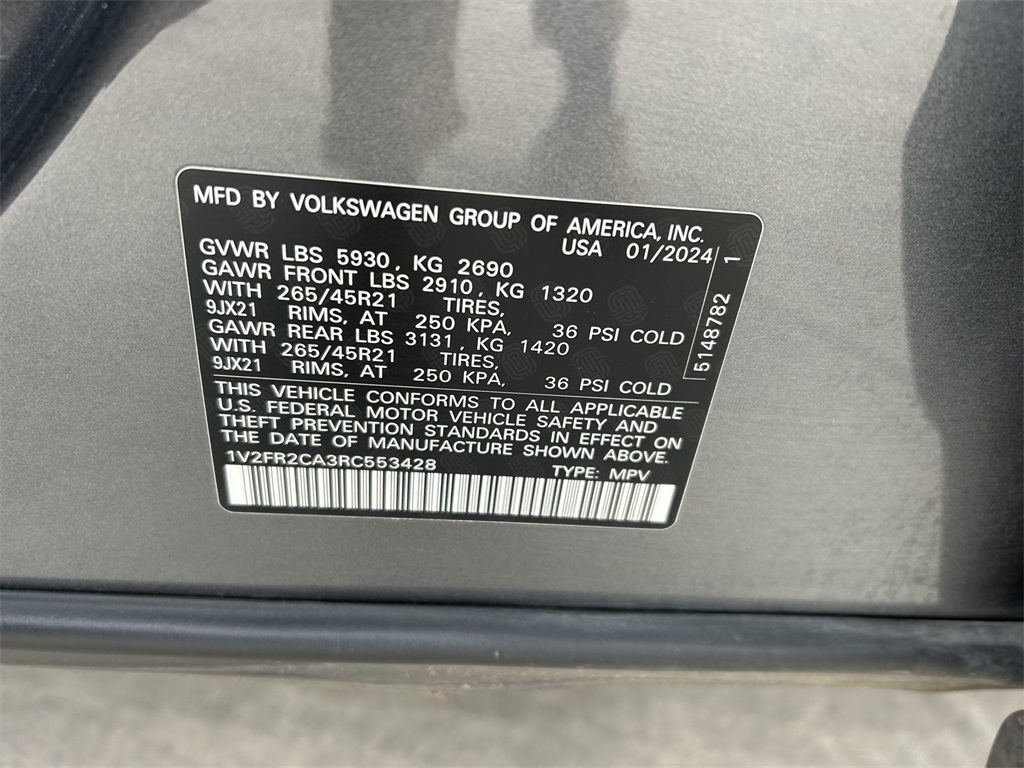 MFD BY VOLKSWAGEN GROUP OF AMERICA, INC.
USA 01/2024
GVWR LBS 5930, KG 2690
GAWR FRONT LBS 2910, KG 1320
WITH 265/45R21 TIRES,
9JX21 RIMS, AT 250 KPA, 36 PSI COLD
GAWR REAR LBS 3131, KG 1420
WITH 265/45R21 TIRES,
9JX21 RIMS, AT 250 KPA, 36 PSI COLD
5148782 1
THIS VEHICLE CONFORMS TO ALL APPLICABLE
U.S. FEDERAL MOTOR VEHICLE SAFETY AND
THEFT PREVENTION STANDARDS IN EFFECT ON
THE DATE OF MANUFACTURE SHOWN ABOVE.
1V2FR2CA3RC553428 TYPE: MPV